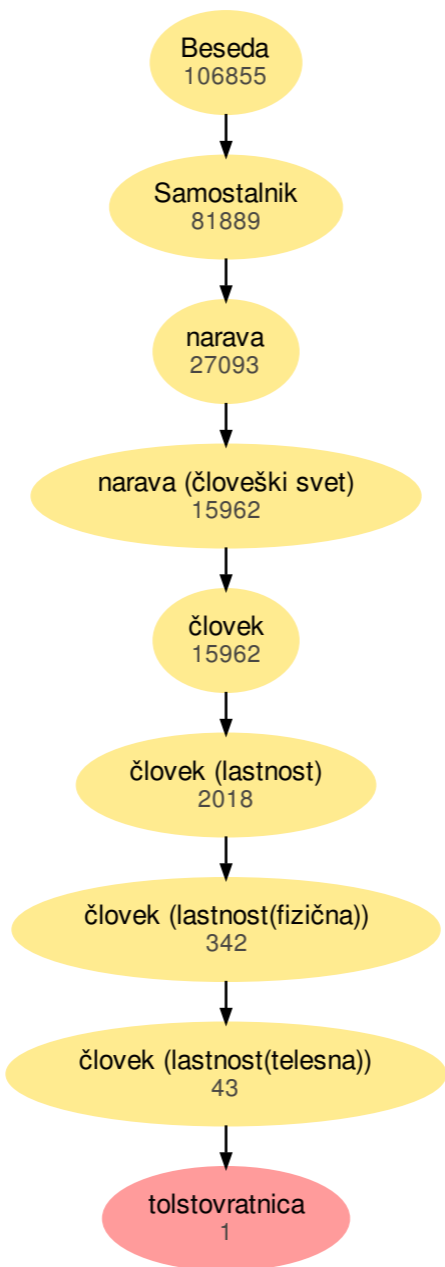 Beseda
106855
Samostalnik
81889
narava
27093
narava (človeški svet)
15962
človek
15962
človek (lastnost)
2018
človek (lastnost(fizična))
342
človek (lastnost(telesna))
43
tolstovratnica
1